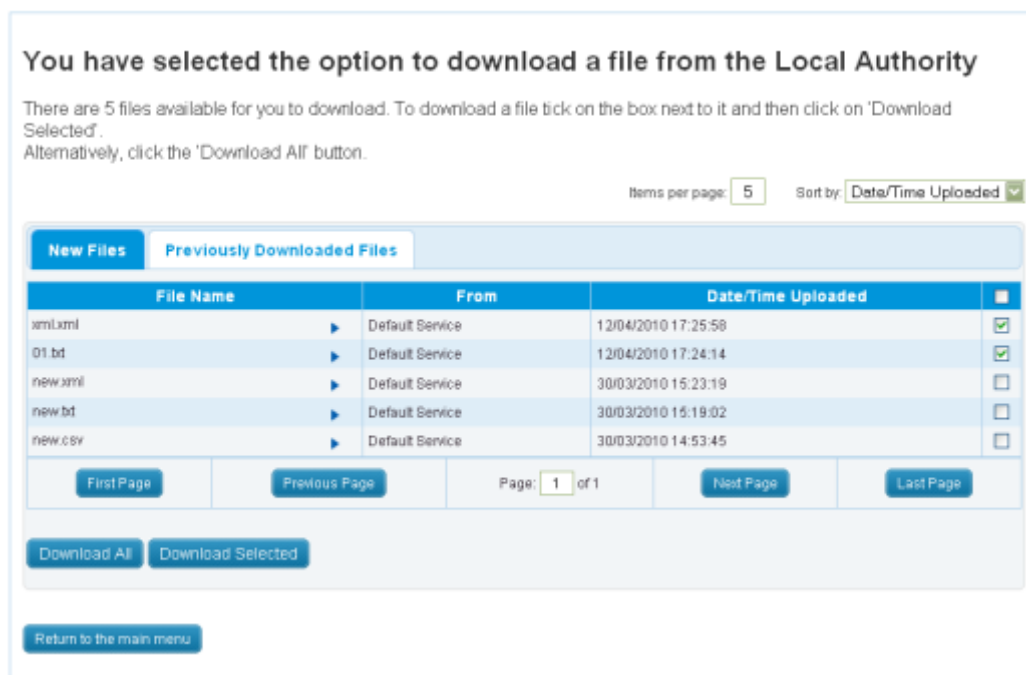 You have selected the option to download a file from the Local Authority
There are 5 files available for you to download. To download a file tick on the box next to it and then click on 'Download
Selected'.
Alternatively, click the 'Download All' button.
Items per page: 5 Sort by: Date/Time Uploaded
New Files Previously Downloaded Files
File Name From Date/Time Uploaded
xml.xml Default Service 12/04/2010 17:25:58
01.txt Default Service 12/04/2010 17:24:14
new.xml Default Service 30/03/2010 15:23:19
new.txt Default Service 30/03/2010 15:19:02
new.csv Default Service 30/03/2010 14:53:45
First Page Previous Page Page: 1 of 1 Next Page Last Page
Download All Download Selected
Return to the main menu